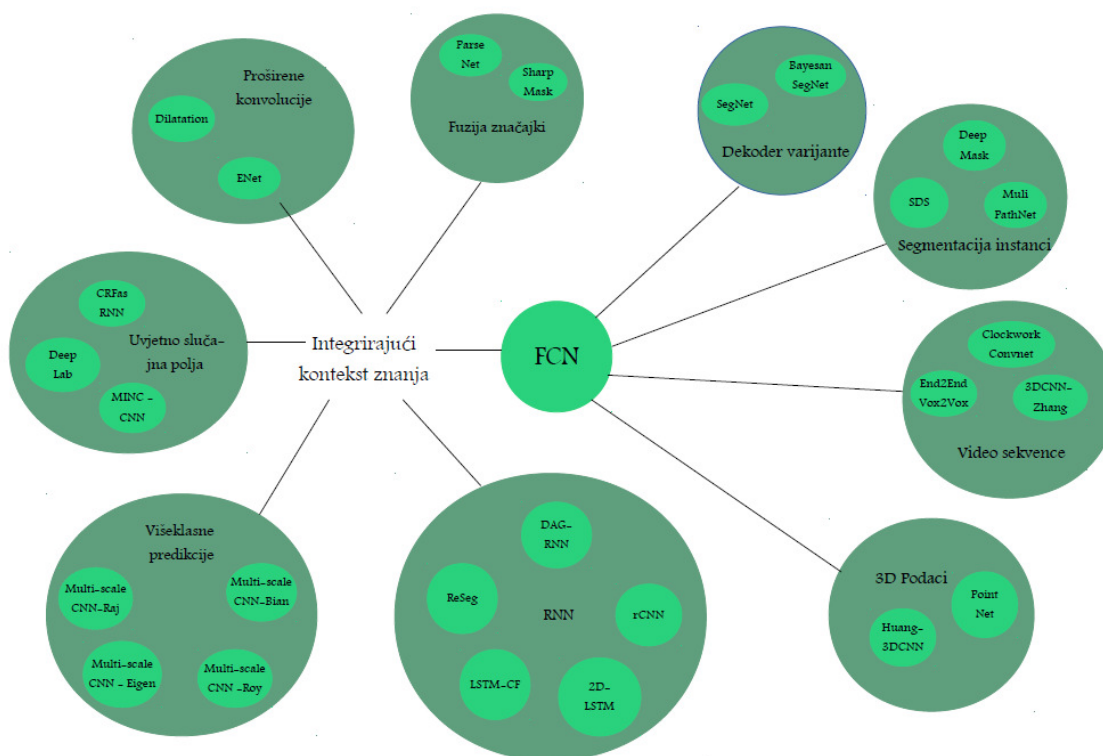 Proširene
konvolucije
Dilatation
ENet
Parse
Net
Sharp
Mask
Fuzija značajki
SegNet
Bayesan
SegNet
Dekoder varijante
Deep
Mask
SDS
Muli
PathNet
Segmentacija instanci
CRFas
RNN
Uvjetno sluča-
jna polja
Deep
Lab
MINC -
CNN
Integrirajući
kontekst znanja
FCN
Clockwork
Convnet
End2End
Vox2Vox
3DCNN-
Zhang
Video sekvence
Višeklasne
predikcije
Multi-scale
CNN-Raj
Multi-scale
CNN-Bian
Multi-scale
CNN - Eigen
Multi-scale
CNN -Roy
DAG-
RNN
ReSeg
RNN
rCNN
LSTM-CF
2D-
LSTM
3D Podaci
Point
Net
Huang-
3DCNN